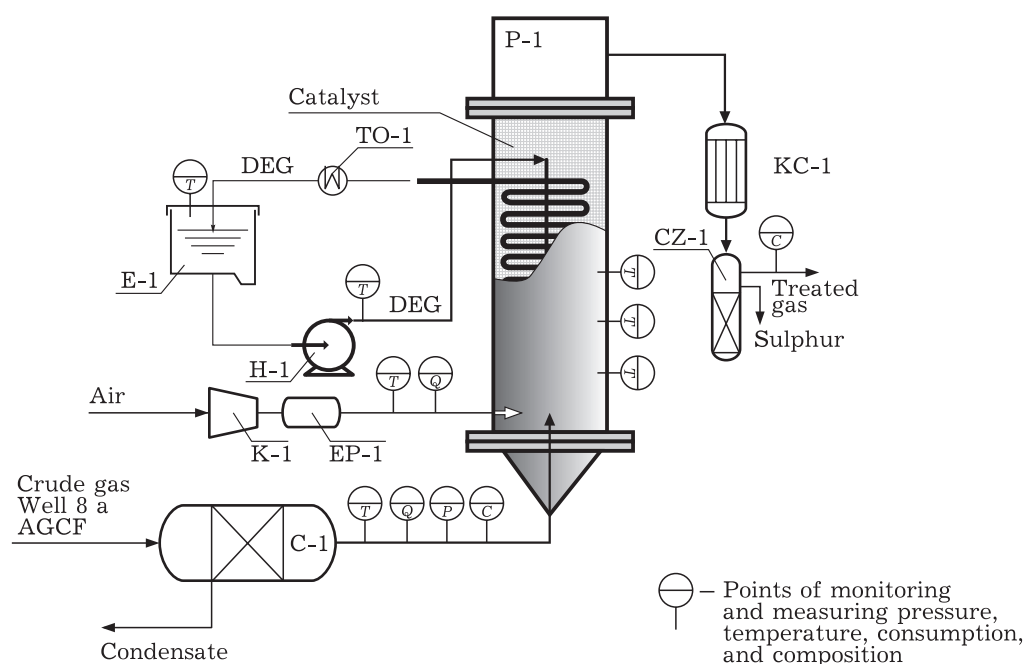 P-1
Catalyst
TO-1
DEG
KC-1
T
C
CZ-1
E-1
T
T
Treated
gas
DEG
Sulphur
T
H-1
T
T
Q
Air
K-1
EP-1
Crude gas
Well 8 a
AGCF
T
Q
P
C
C-1
Condensate
– Points of monitoring
and measuring pressure,
temperature, consumption,
and composition